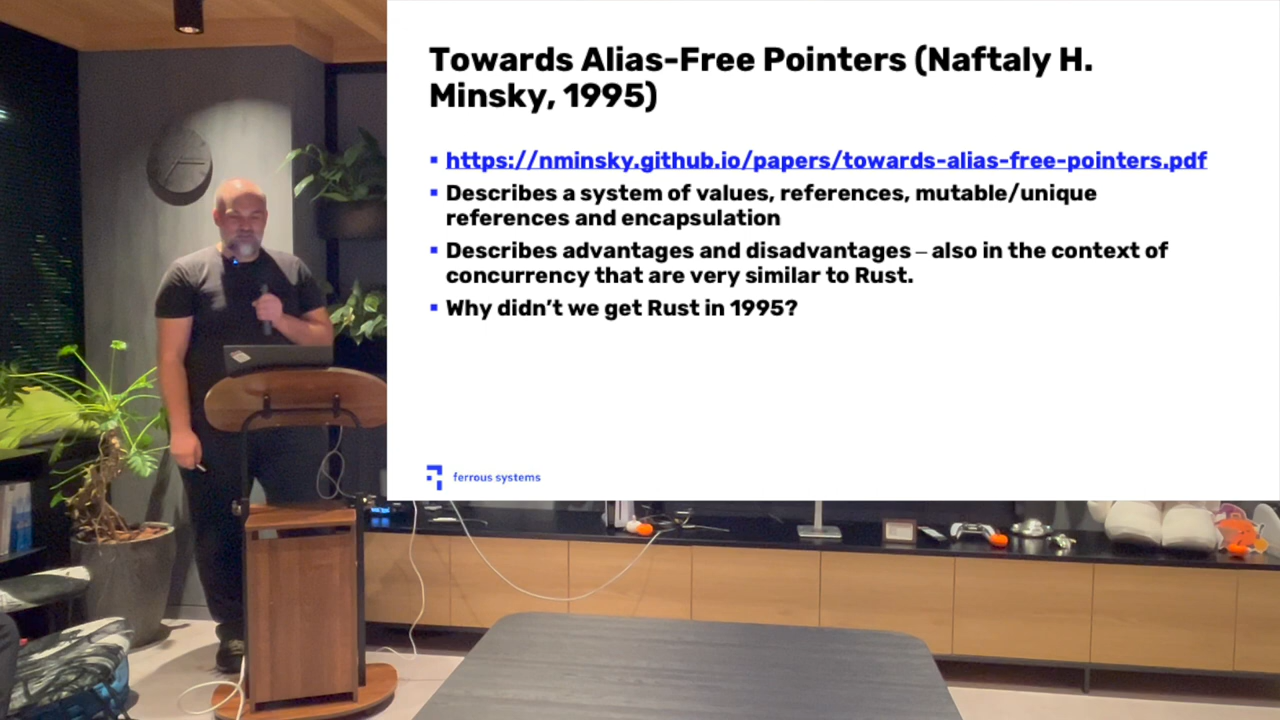 Towards Alias-Free Pointers (Naftaly H.
Minsky, 1995)
▪ https://nminsky.github.io/papers/towards-alias-free-pointers.pdf
▪ Describes a system of values, references, mutable/unique
references and encapsulation
▪ Describes advantages and disadvantages – also in the context of
concurrency that are very similar to Rust.
▪ Why didn’t we get Rust in 1995?
ferrous systems